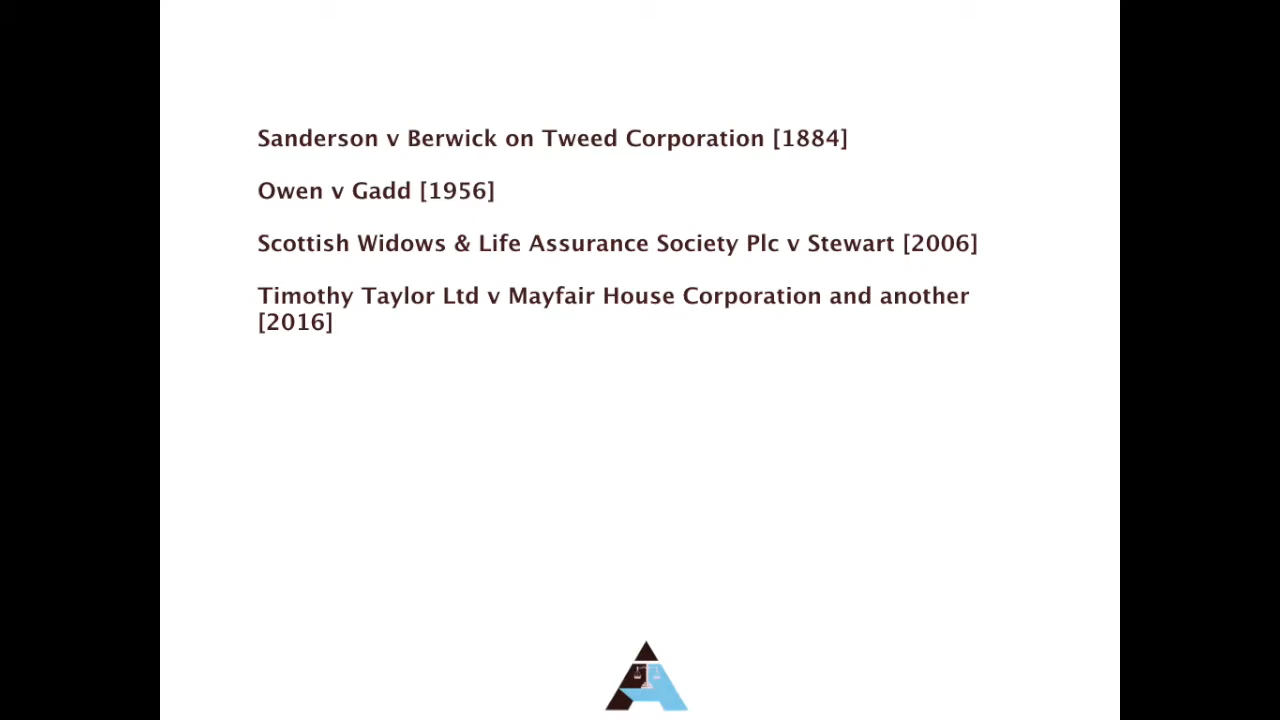 Sanderson v Berwick on Tweed Corporation [1884]
Owen v Gadd [1956]
Scottish Widows & Life Assurance Society Plc v Stewart [2006]
Timothy Taylor Ltd v Mayfair House Corporation and another
[2016]